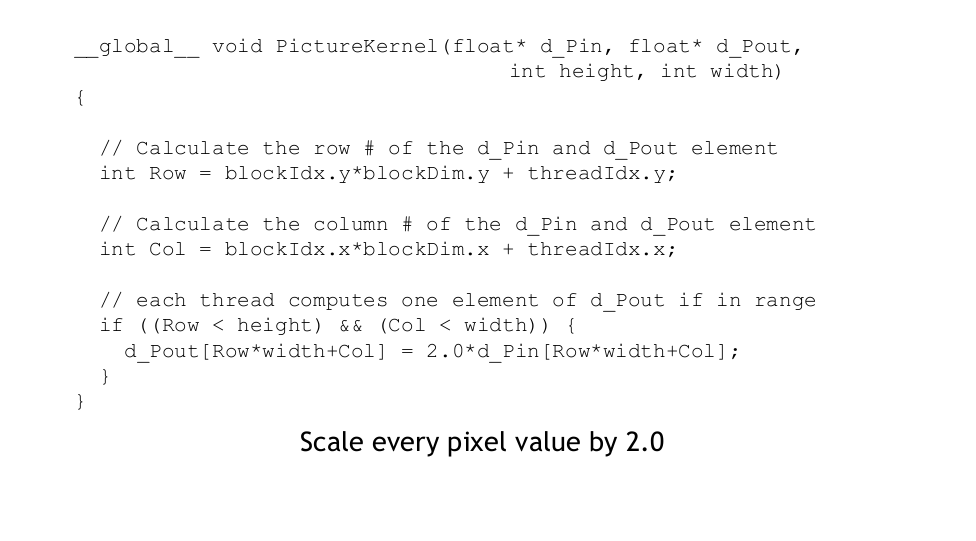 __global__ void PictureKernel(float* d_Pin, float* d_Pout,
int height, int width)
{
// Calculate the row # of the d_Pin and d_Pout element
int Row = blockIdx.y*blockDim.y + threadIdx.y;
// Calculate the column # of the d_Pin and d_Pout element
int Col = blockIdx.x*blockDim.x + threadIdx.x;
// each thread computes one element of d_Pout if in range
if ((Row < height) && (Col < width)) {
d_Pout[Row*width+Col] = 2.0*d_Pin[Row*width+Col];
}
}
Scale every pixel value by 2.0